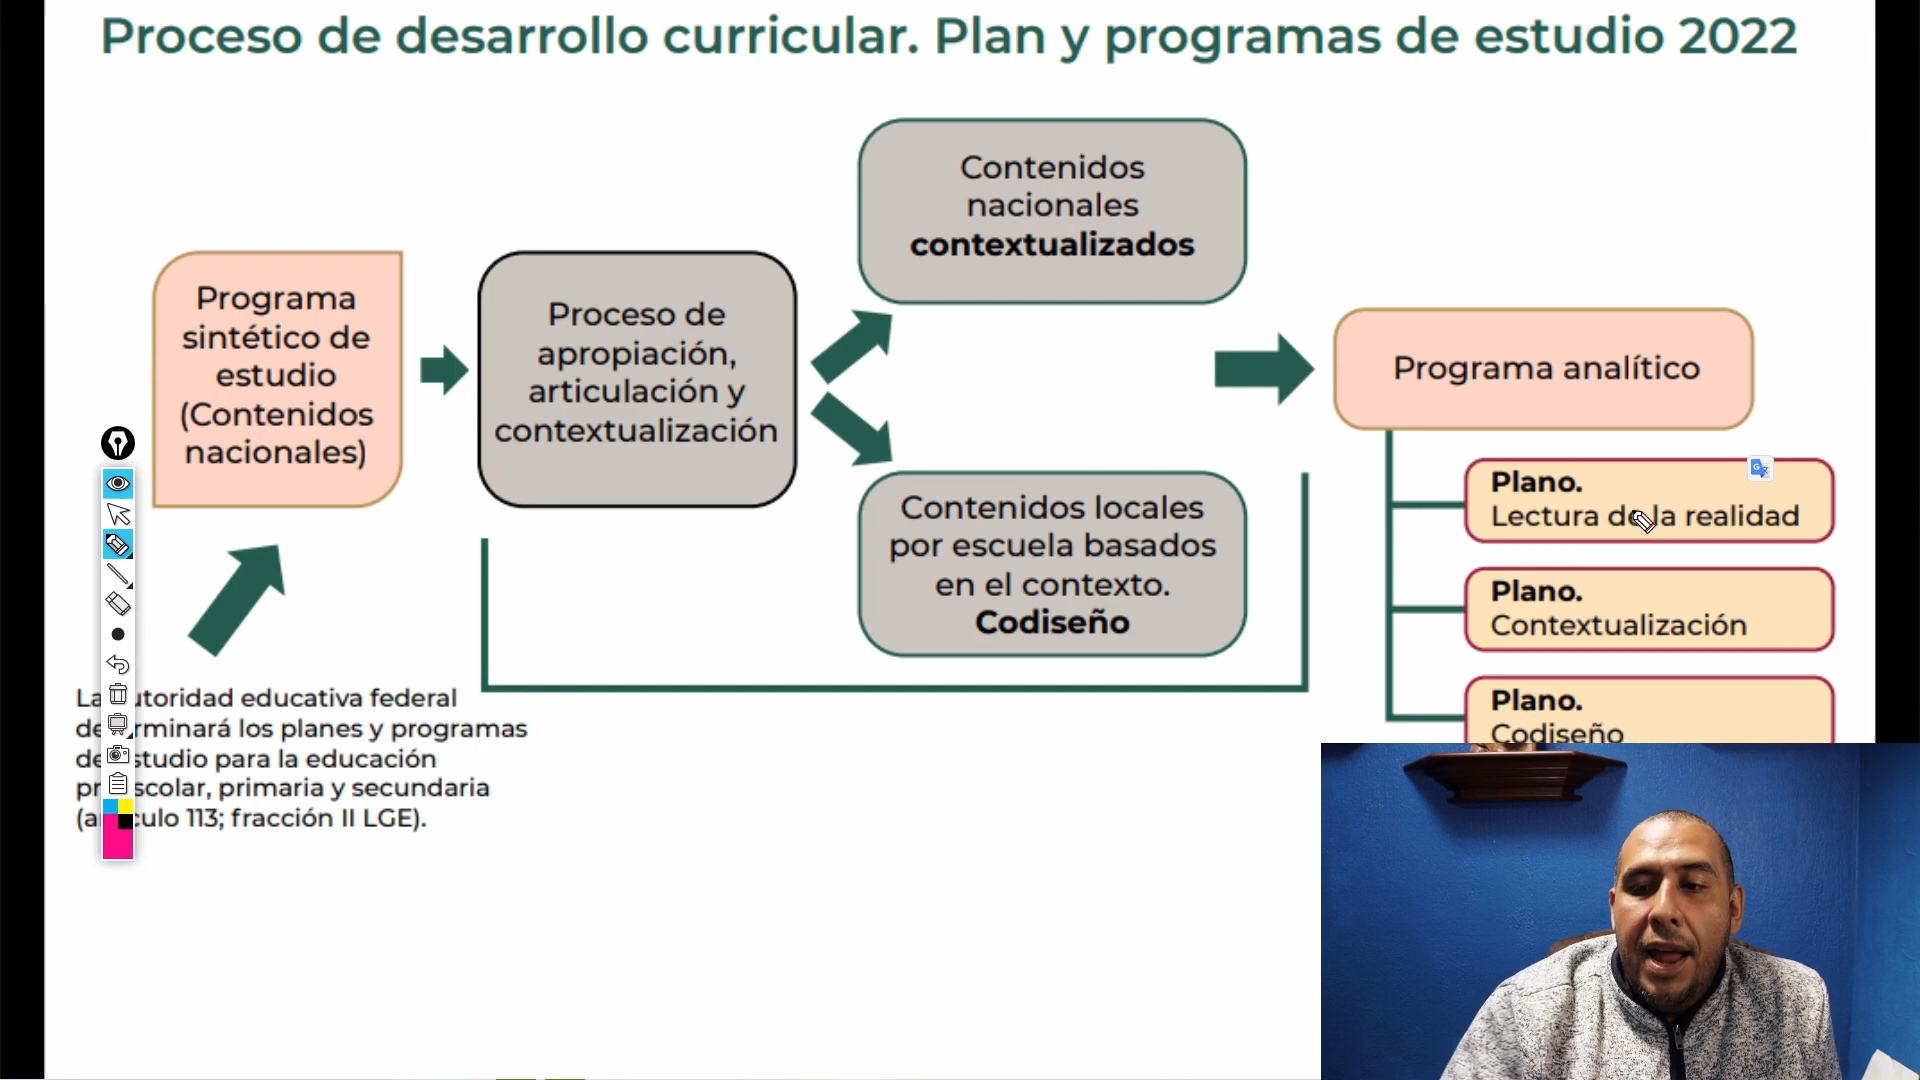 Proceso de desarrollo curricular. Plan y programas de estudio 2022
Programa
sintético de
estudio
(Contenidos
nacionales)
Proceso de
apropiación,
articulación y
contextualización
Contenidos
nacionales
contextualizados
Contenidos locales
por escuela basados
en el contexto.
Codiseño
Programa analítico
Plano.
Lectura de la realidad
Plano.
Contextualización
Plano.
Codiseño
La autoridad educativa federal
determinará los planes y programas
de estudio para la educación
preescolar, primaria y secundaria
(artículo 113; fracción II LGE).